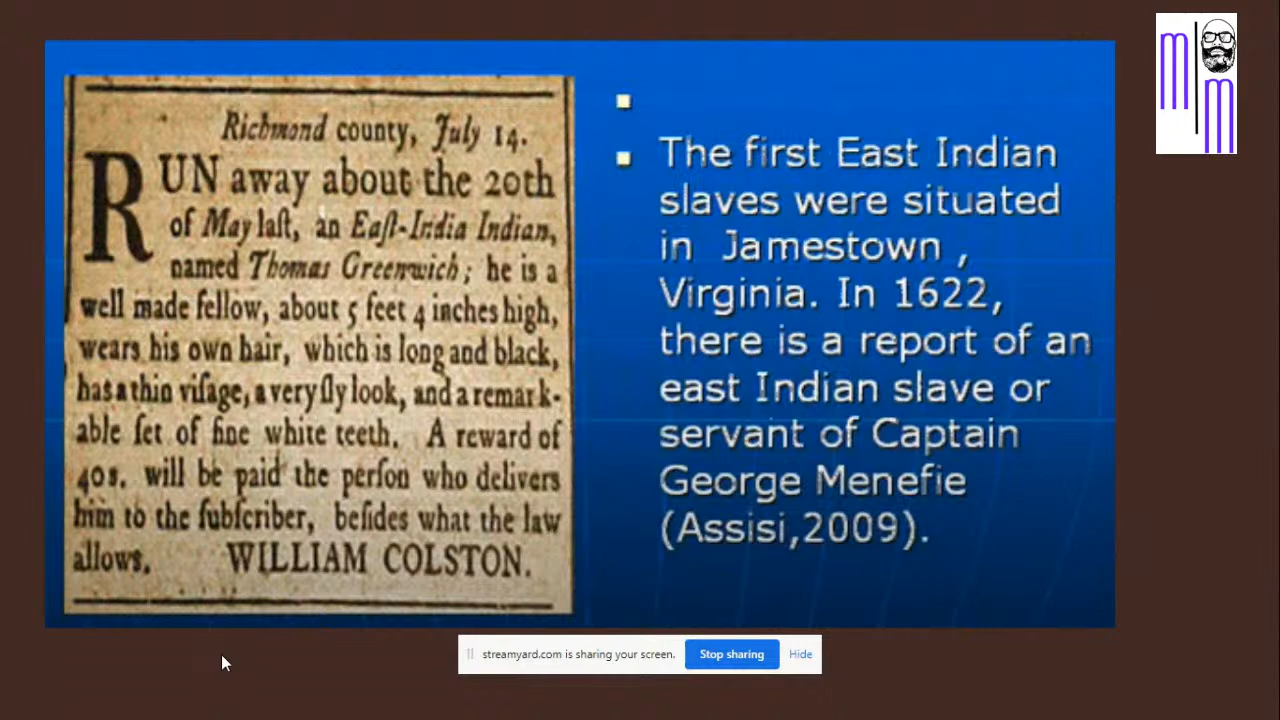 Richmond county, July 14.
RUN away about the 20th
of May laſt, an Eaſt-India Indian,
named Thomas Greenwich; he is a
well made fellow, about 5 feet 4 inches high,
wears his own hair, which is long and black,
has a thin viſage, a very ſly look, and a remark-
able ſet of fine white teeth. A reward of
40s. will be paid the perſon who delivers
him to the ſubſcriber, beſides what the law
allows. WILLIAM COLSTON.
The first East Indian
slaves were situated
in Jamestown ,
Virginia. In 1622,
there is a report of an
east Indian slave or
servant of Captain
George Menefie
(Assisi,2009).
m
m
streamyard.com is sharing your screen. Stop sharing Hide